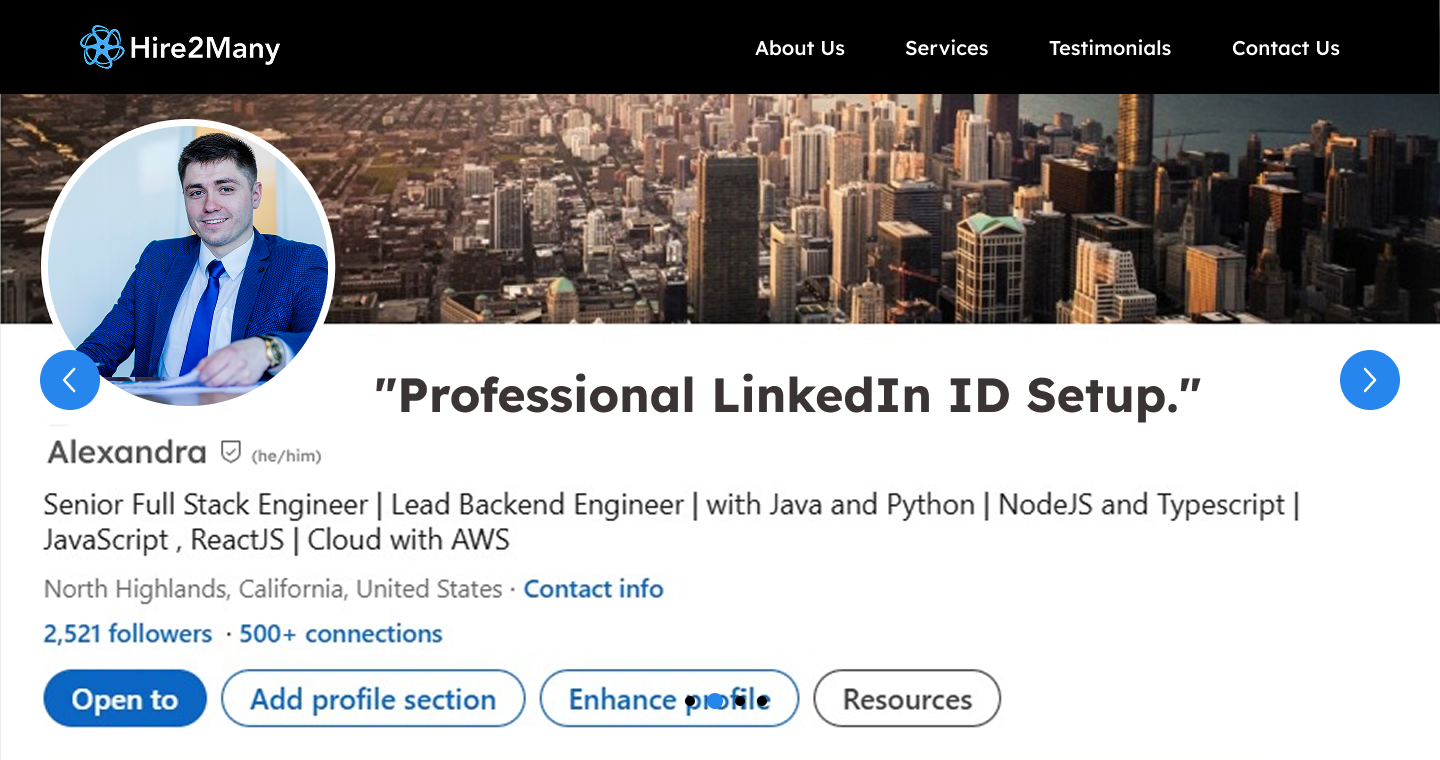 Hire2Many
About Us Services Testimonials Contact Us
"Professional LinkedIn ID Setup."
Alexandra (he/him)
Senior Full Stack Engineer | Lead Backend Engineer | with Java and Python | NodeJS and Typescript |
JavaScript , ReactJS | Cloud with AWS
North Highlands, California, United States · Contact info
2,521 followers · 500+ connections
Open to Add profile section Enhance profile Resources